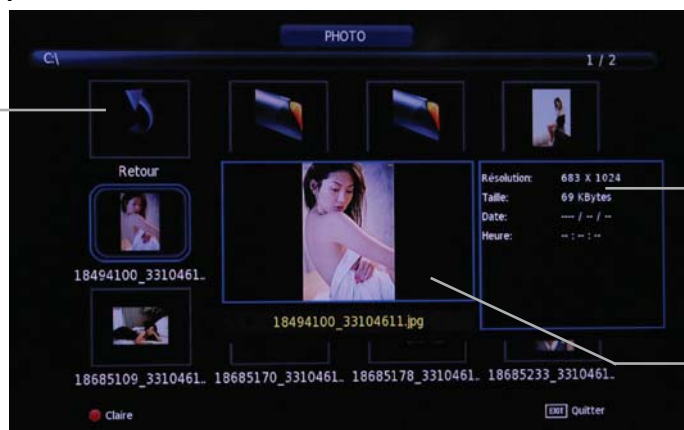 PHOTO
C:\
1 / 2
Retour
Résolution: 683 X 1024
Taille: 69 KBytes
Date: ---- / -- / --
Heure: -- : -- : --
18494100_3310461..
18494100_33104611.jpg
18685109_3310461.. 18685170_3310461.. 18685178_3310461.. 18685233_3310461..
Claire
EXIT Quitter